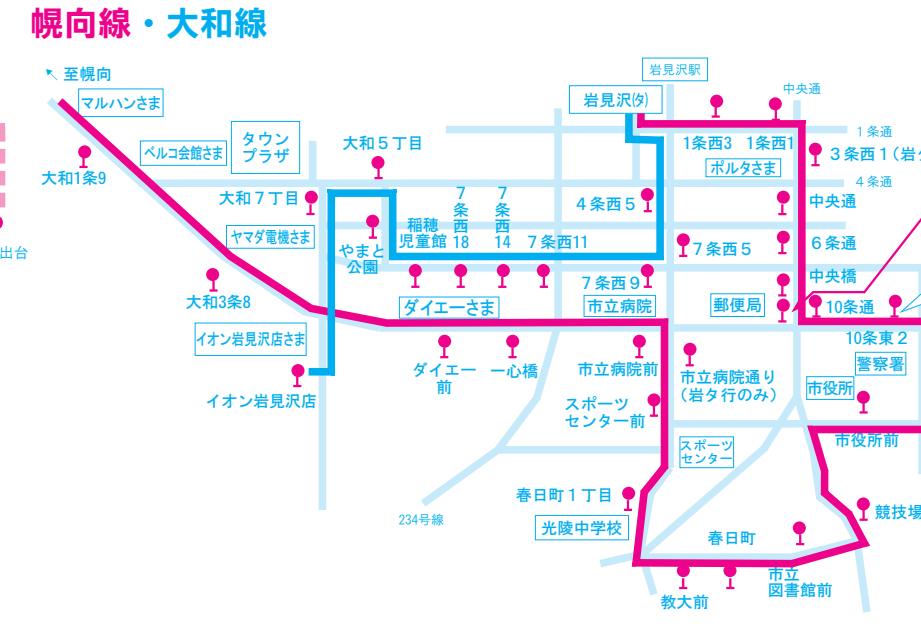 幌向線・大和線
至幌向
マルハンさま
大和1条9
出台
ベルコ会館さま
タウン
プラザ
大和５丁目
大和７丁目
ヤマダ電機さま
大和3条8
イオン岩見沢店さま
イオン岩見沢店
やまと
公園
稲穂
児童館
７条西18
７条西14
７条西11
ダイエーさま
ダイエー
前
一心橋
234号線
岩見沢駅
岩見沢(タ)
中央通
１条通
1条西3
1条西1
３条西１(岩
ポルタさま
４条通
４条西５
中央通
７条西５
６条通
７条西９
中央橋
市立病院
郵便局
10条通
10条東２
市立病院前
市立病院通り
（岩タ行のみ）
警察署
市役所
スポーツ
センター前
市役所前
スポーツ
センター
春日町１丁目
光陵中学校
競技場
春日町
市立
図書館前
教大前